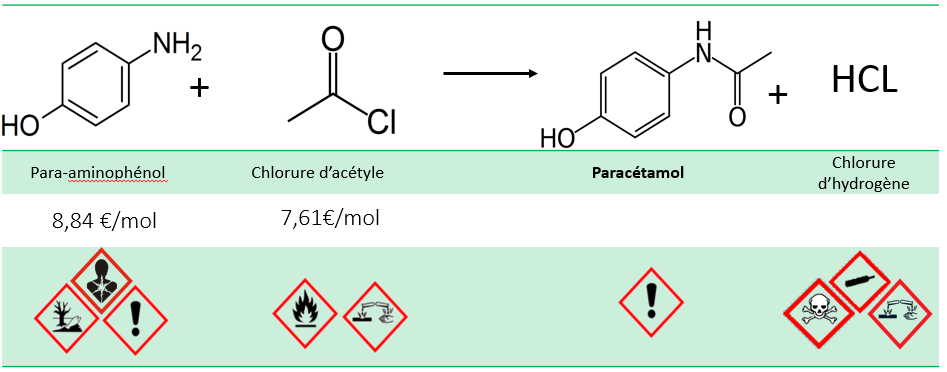 NH2
HO
+
O
Cl
H
N
O
HO
+
HCL
Para-aminophénol
Chlorure d’acétyle
Paracétamol
Chlorure
d’hydrogène
8,84 €/mol
7,61€/mol